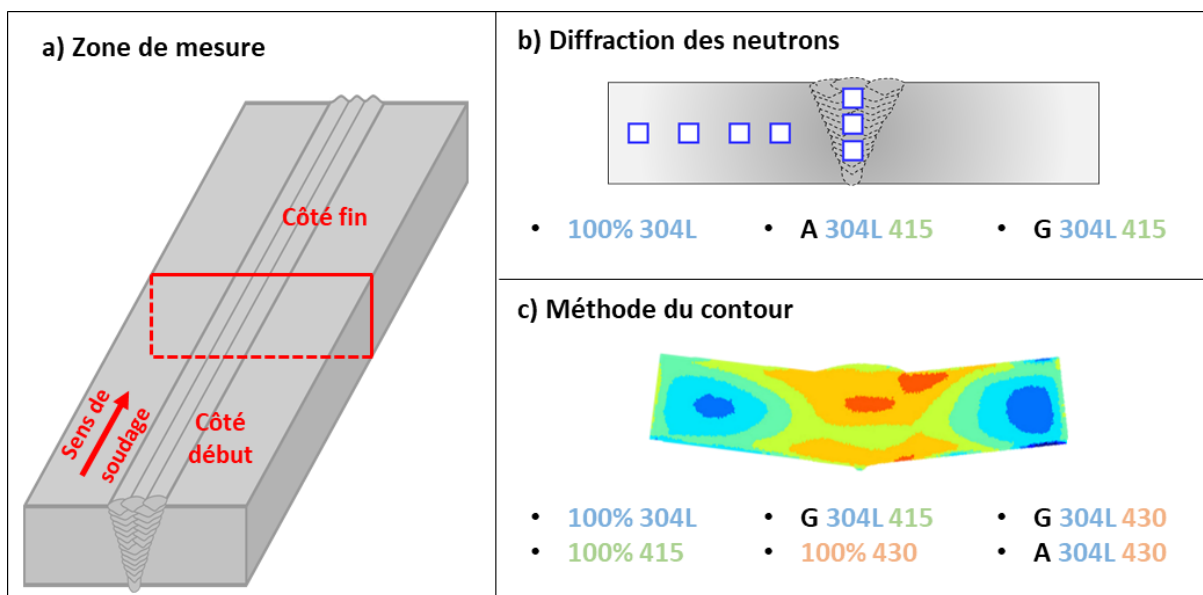 a) Zone de mesure
Côté fin
Sens de
soudage
Côté
début
b) Diffraction des neutrons
• 100% 304L • A 304L 415 • G 304L 415
c) Méthode du contour
• 100% 304L • G 304L 415 • G 304L 430
• 100% 415 • 100% 430 • A 304L 430